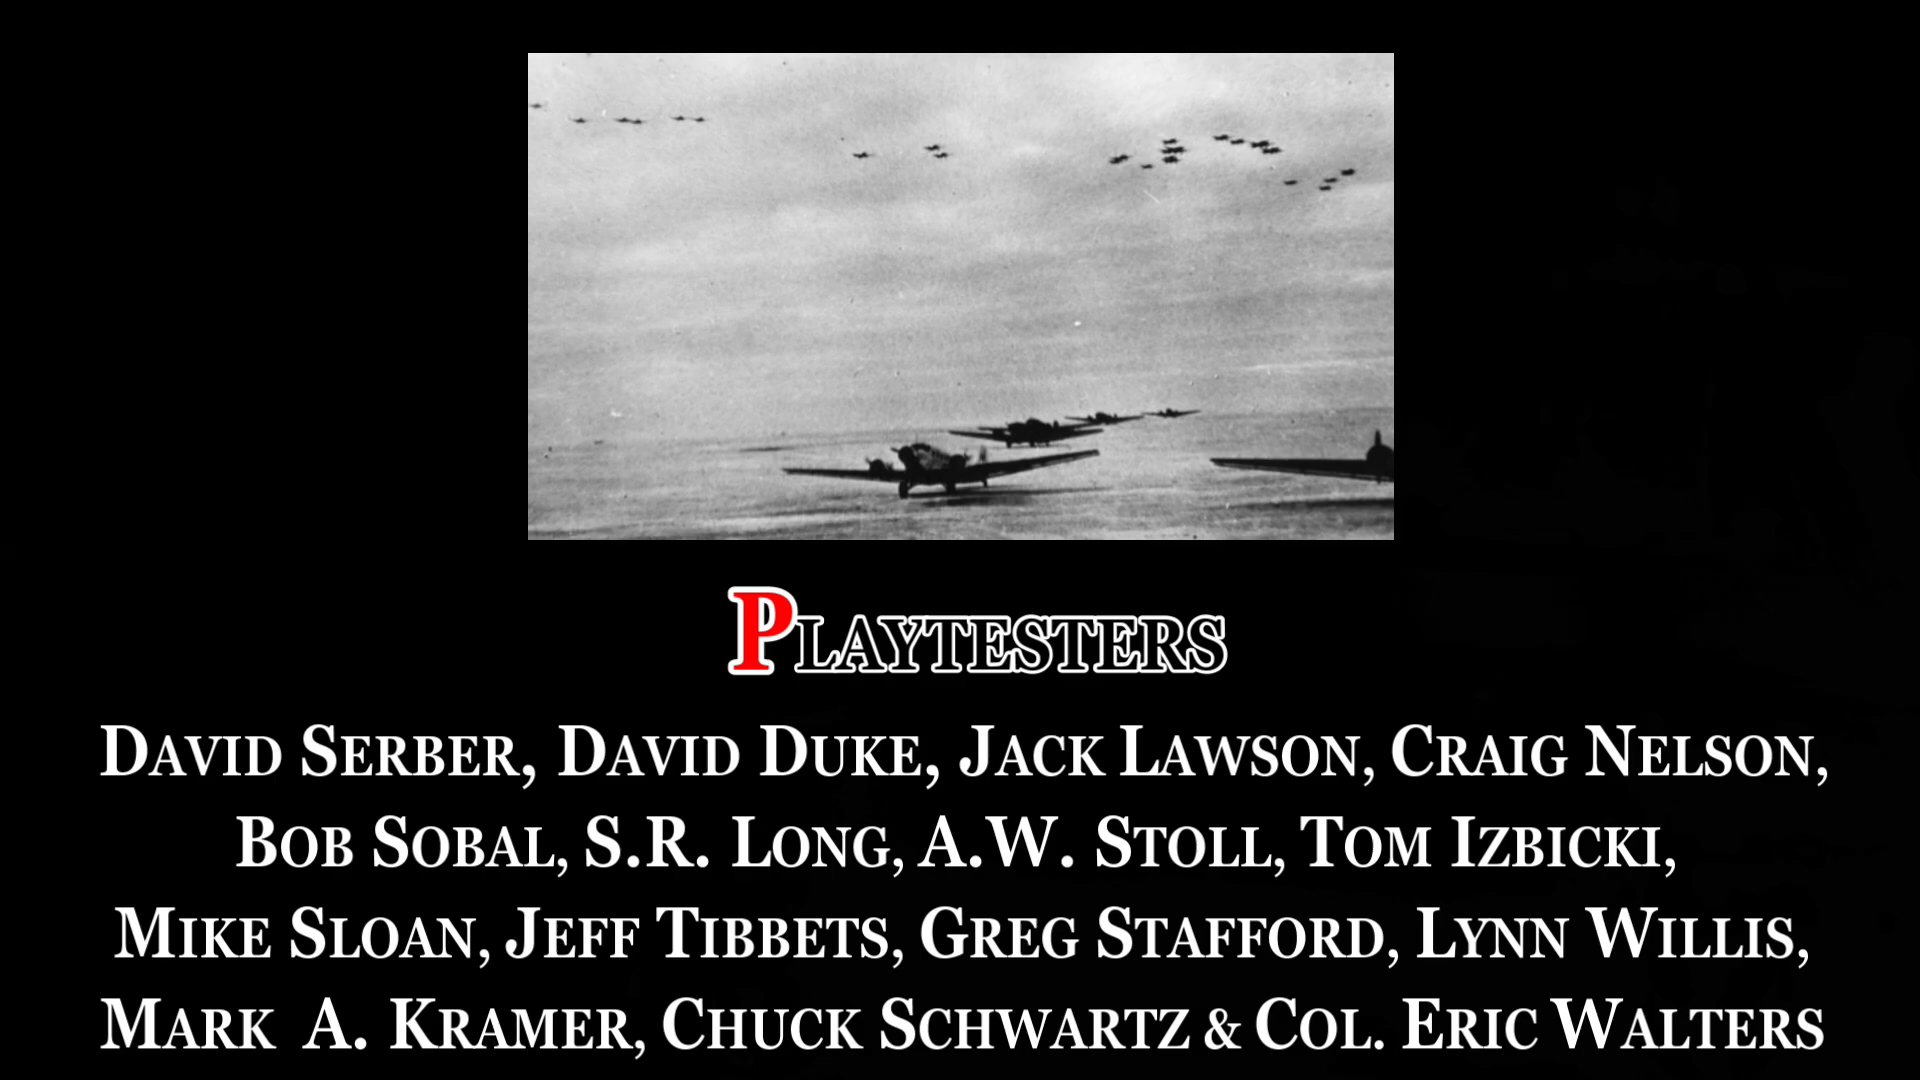 PLAYTESTERS
DAVID SERBER, DAVID DUKE, JACK LAWSON, CRAIG NELSON,
BOB SOBAL, S.R. LONG, A.W. STOLL, TOM IZBICKI,
MIKE SLOAN, JEFF TIBBETS, GREG STAFFORD, LYNN WILLIS,
MARK A. KRAMER, CHUCK SCHWARTZ & COL. ERIC WALTERS